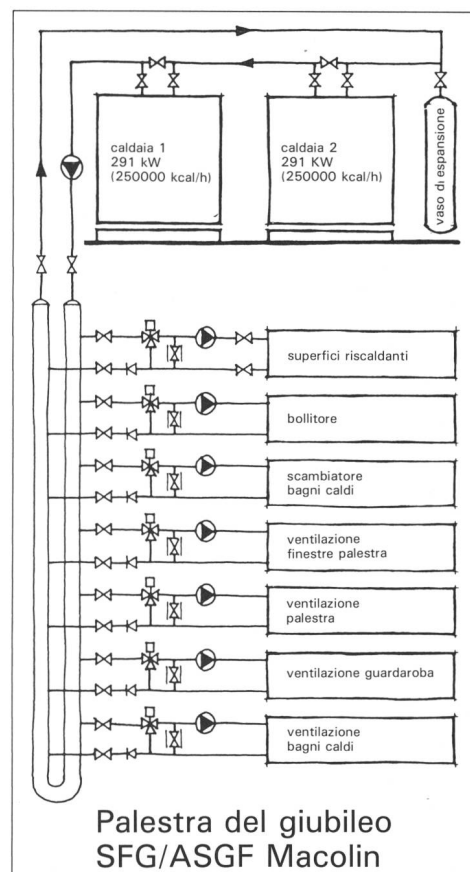 caldaia 1
291 kW
(250000 kcal/h)
caldaia 2
291 KW
(250000 kcal/h)
vaso di espansione
superfici riscaldanti
bollitore
scambiatore
bagni caldi
ventilazione
finestre palestra
ventilazione
palestra
ventilazione guardaroba
ventilazione
bagni caldi
Palestra del giubileo
SFG/ASGF Macolin